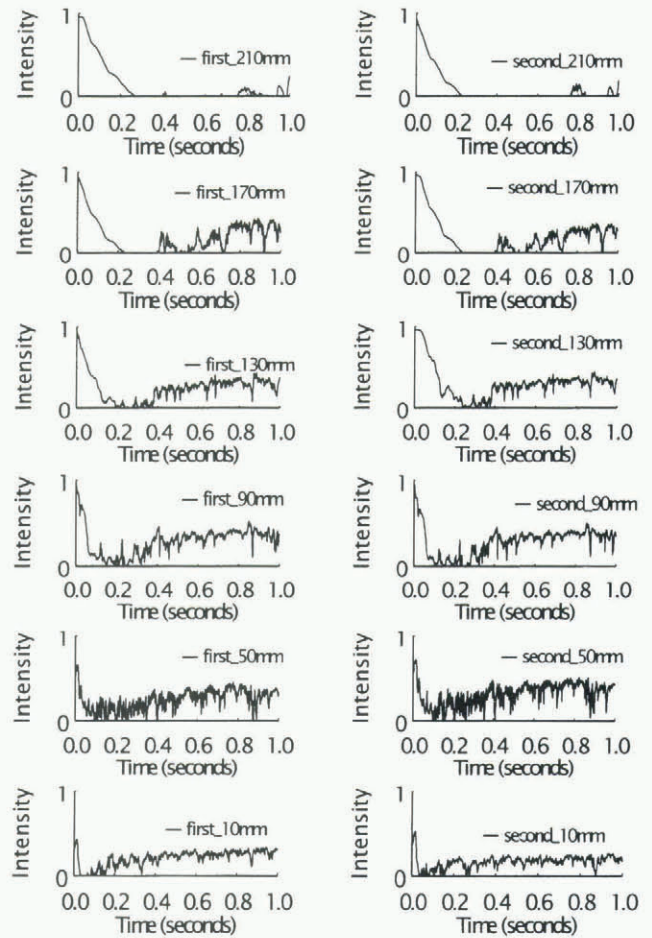 1
Intensity
first_210mm
0
0.0 0.2 0.4 0.6 0.8 1.0
Time (seconds)
1
Intensity
second_210mm
0
0.0 0.2 0.4 0.6 0.8 1.0
Time (seconds)
1
Intensity
first_170mm
0
0.0 0.2 0.4 0.6 0.8 1.0
Time (seconds)
1
Intensity
second_170mm
0
0.0 0.2 0.4 0.6 0.8 1.0
Time (seconds)
1
Intensity
first_130mm
0
0.0 0.2 0.4 0.6 0.8 1.0
Time (seconds)
1
Intensity
second_130mm
0
0.0 0.2 0.4 0.6 0.8 1.0
Time (seconds)
1
Intensity
first_90mm
0
0.0 0.2 0.4 0.6 0.8 1.0
Time (seconds)
1
Intensity
second_90mm
0
0.0 0.2 0.4 0.6 0.8 1.0
Time (seconds)
1
Intensity
first_50mm
0
0.0 0.2 0.4 0.6 0.8 1.0
Time (seconds)
1
Intensity
second_50mm
0
0.0 0.2 0.4 0.6 0.8 1.0
Time (seconds)
1
Intensity
first_10mm
0
0.0 0.2 0.4 0.6 0.8 1.0
Time (seconds)
1
Intensity
second_10mm
0
0.0 0.2 0.4 0.6 0.8 1.0
Time (seconds)